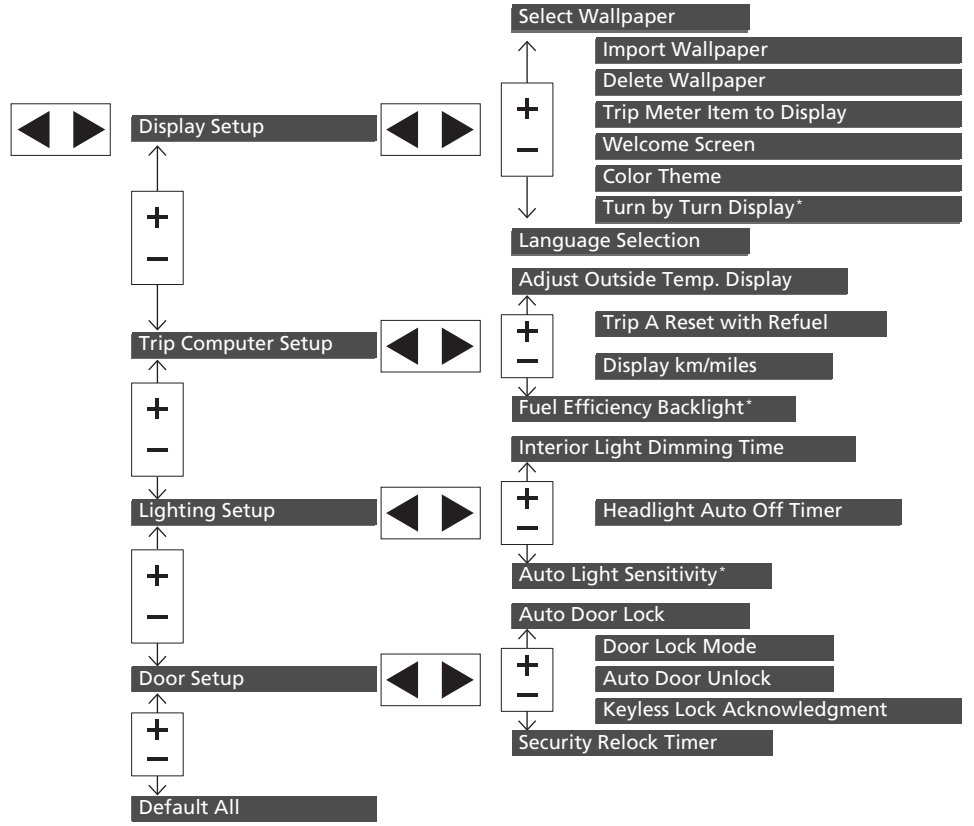 Select Wallpaper
Import Wallpaper
Delete Wallpaper
Display Setup
Trip Meter Item to Display
Welcome Screen
Color Theme
Turn by Turn Display*
Language Selection
Adjust Outside Temp. Display
Trip Computer Setup
Trip A Reset with Refuel
Display km/miles
Fuel Efficiency Backlight*
Interior Light Dimming Time
Lighting Setup
Headlight Auto Off Timer
Auto Light Sensitivity*
Auto Door Lock
Door Lock Mode
Door Setup
Auto Door Unlock
Keyless Lock Acknowledgment
Security Relock Timer
Default All